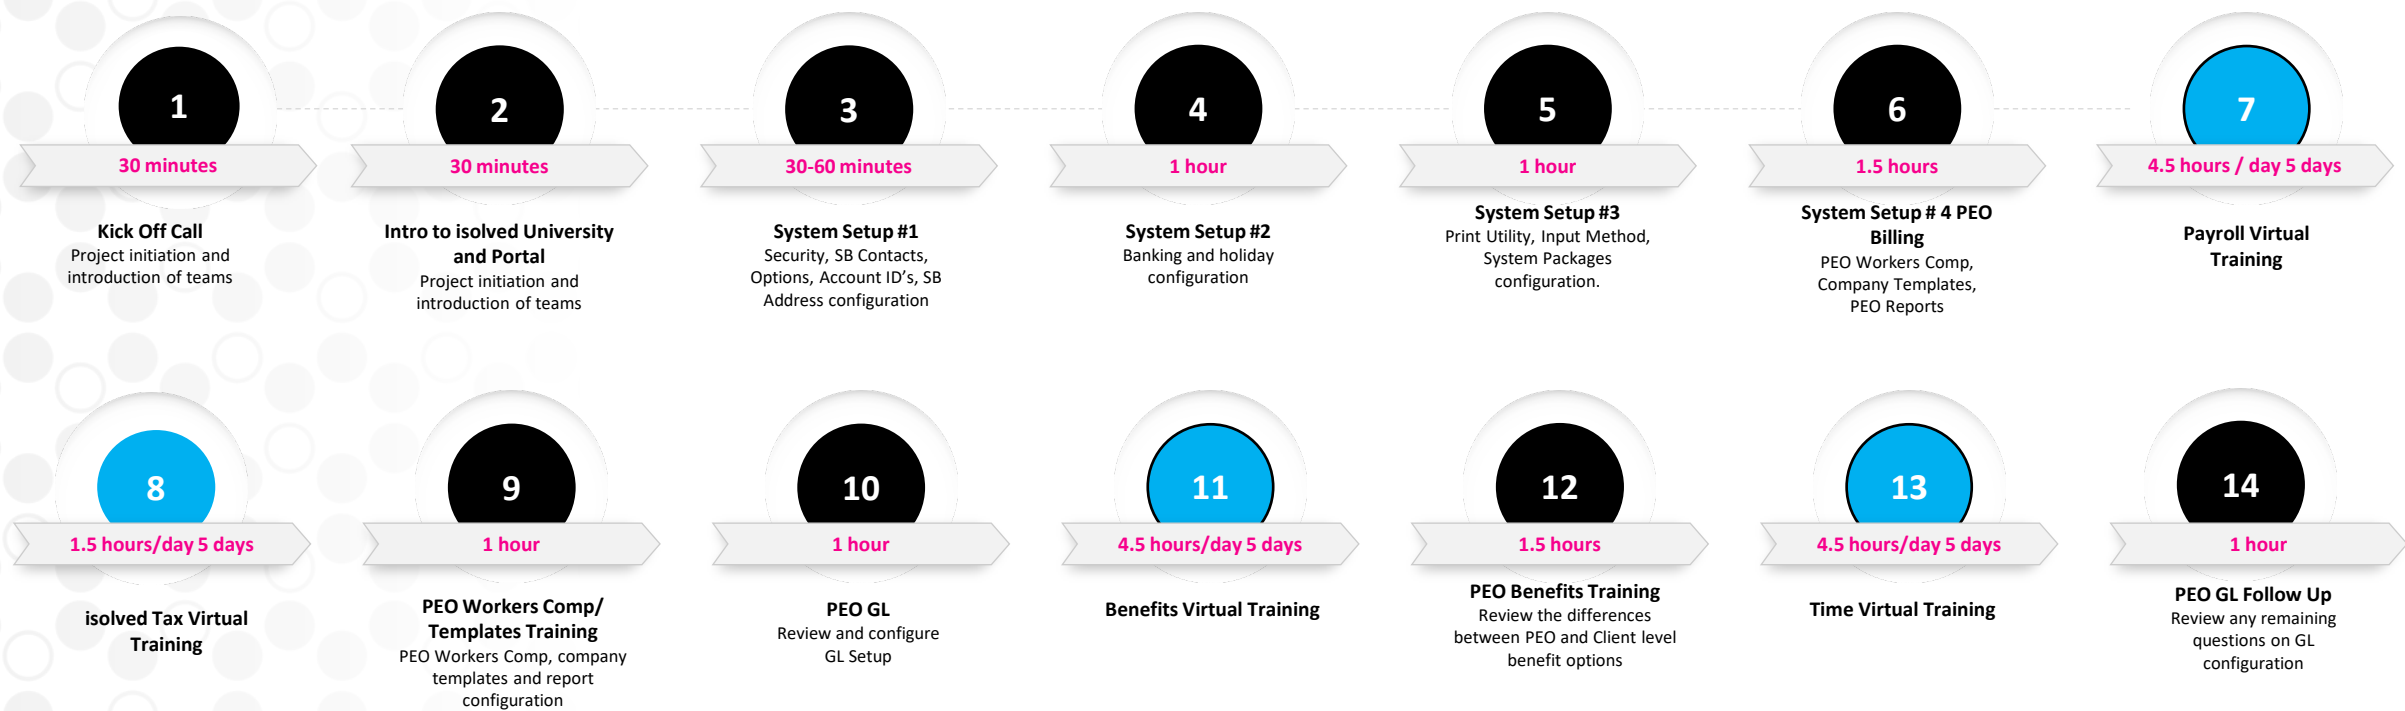 1
30 minutes
Kick Off Call
Project initiation and
introduction of teams
2
30 minutes
Intro to isolved University
and Portal
Project initiation and
introduction of teams
3
30-60 minutes
System Setup #1
Security, SB Contacts,
Options, Account ID's, SB
Address configuration
4
1 hour
System Setup #2
Banking and holiday
configuration
5
1 hour
System Setup #3
Print Utility, Input Method,
System Packages
configuration.
6
1.5 hours
System Setup # 4 PEO
Billing
PEO Workers Comp,
Company Templates,
PEO Reports
7
4.5 hours / day 5 days
Payroll Virtual
Training
8
1.5 hours/day 5 days
isolved Tax Virtual
Training
9
1 hour
PEO Workers Comp/
Templates Training
PEO Workers Comp, company
templates and report
configuration
10
1 hour
PEO GL
Review and configure
GL Setup
11
4.5 hours/day 5 days
Benefits Virtual Training
12
1.5 hours
PEO Benefits Training
Review the differences
between PEO and Client level
benefit options
13
4.5 hours/day 5 days
Time Virtual Training
14
1 hour
PEO GL Follow Up
Review any remaining
questions on GL
configuration